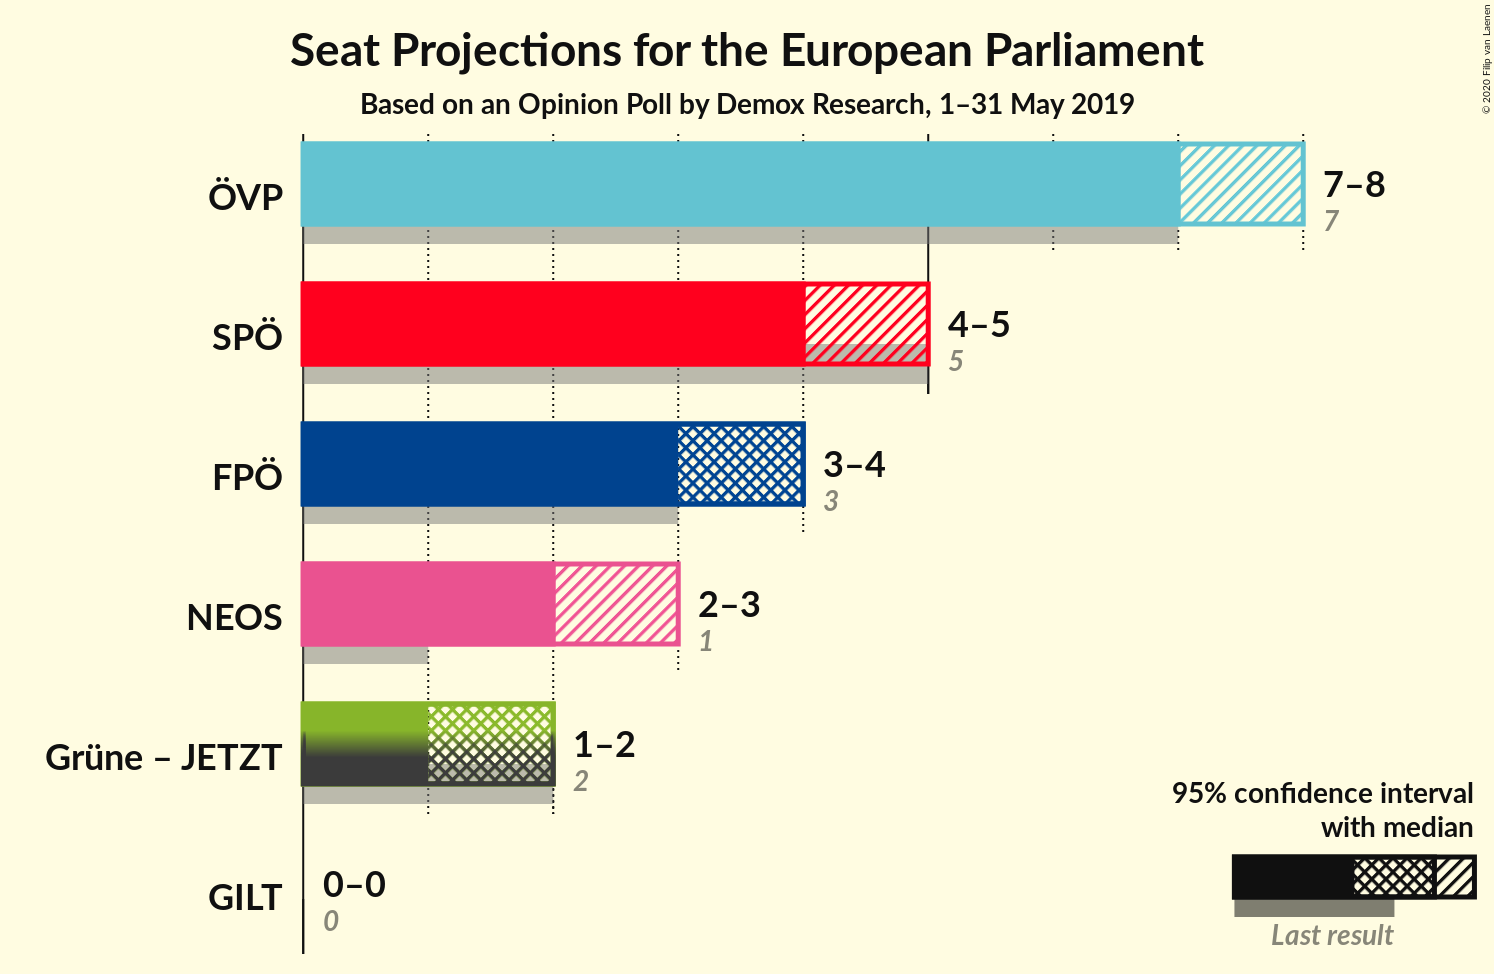 Seat Projections for the European Parliament
Based on an Opinion Poll by Demox Research, 1–31 May 2019
© 2020 Filip van Laenen
ÖVP
7–8
7
SPÖ
4–5
5
FPÖ
3–4
3
NEOS
2–3
1
Grüne – JETZT
1–2
2
GILT
0–0
0
95% confidence interval
with median
Last result